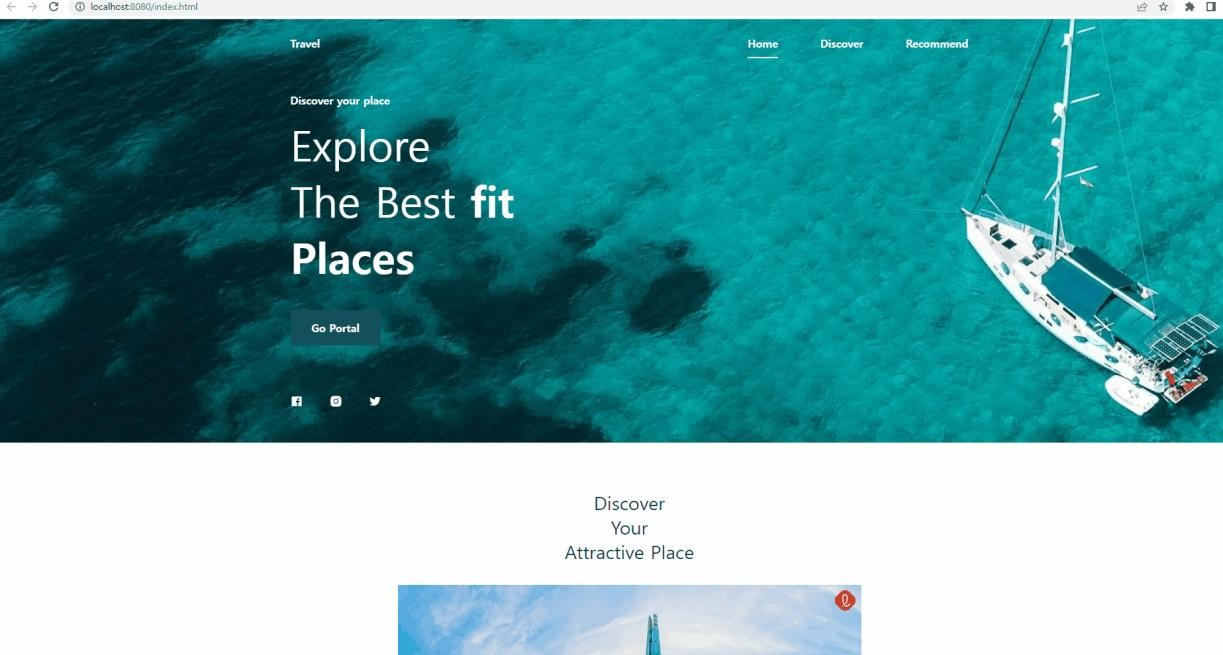 localhost:8080/index.html
Travel
Home
Discover
Recommend
Discover your place
Explore
The Best fit
Places
Go Portal
Discover
Your
Attractive Place